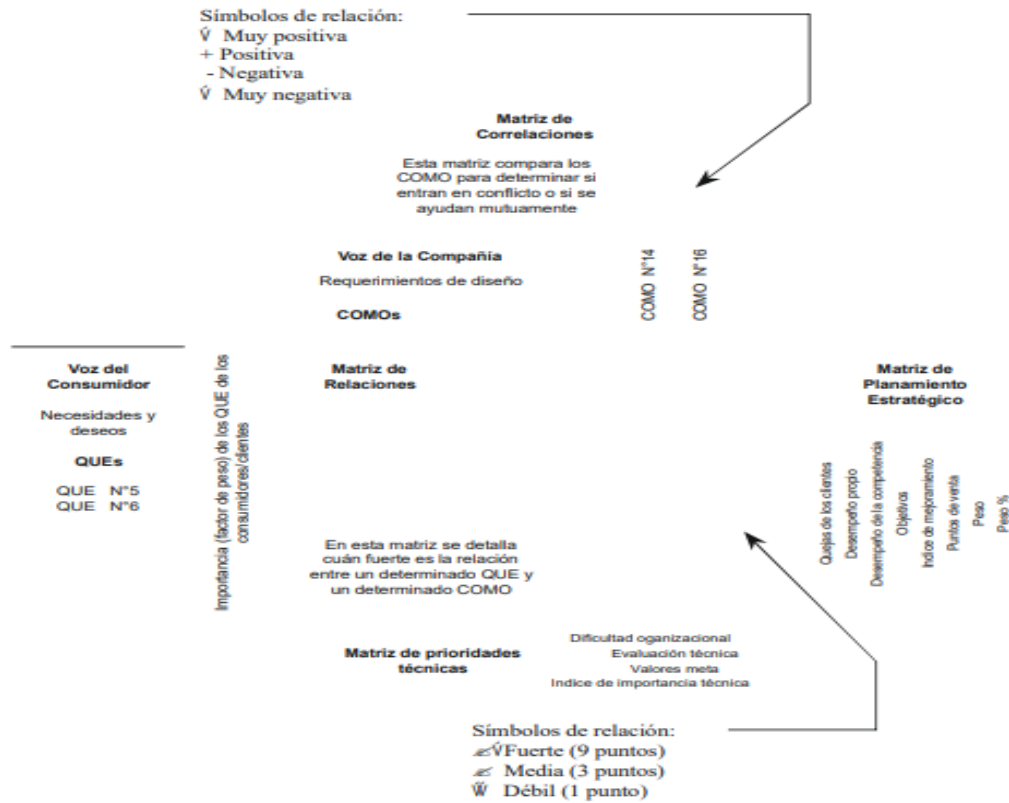 Símbolos de relación:
V̂ Muy positiva
+ Positiva
- Negativa
V̂ Muy negativa
Matriz de
Correlaciones
Esta matriz compara los
COMO para determinar si
entran en conflicto o si se
ayudan mutuamente
Voz de la Compañía
Requerimientos de diseño
COMOs
COMO N°14
COMO N°16
Voz del
Consumidor
Necesidades y
deseos
QUEs
QUE N°5
QUE N°6
Importancia (factor de peso) de los QUE de los
consumidores/clientes
Matriz de
Relaciones
En esta matriz se detalla
cuán fuerte es la relación
entre un determinado QUE y
un determinado COMO
Matriz de
Planamiento
Estratégico
Quejas de los clientes
Desempeño propio
Desempeño de la competencia
Objetivos
Indice de mejoramiento
Puntos de venta
Peso
Peso %
Matriz de prioridades
técnicas
Dificultad oganizacional
Evaluación técnica
Valores meta
Indice de importancia técnica
Símbolos de relación:
Fuerte (9 puntos)
Media (3 puntos)
Débil (1 punto)